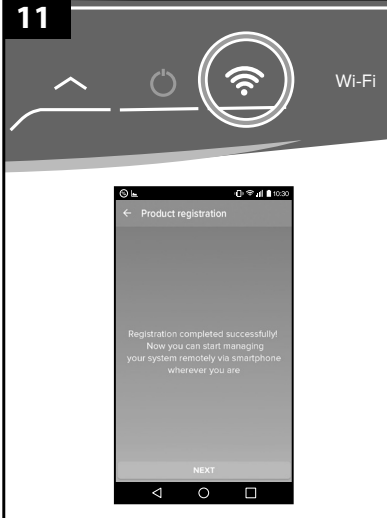 11
Wi-Fi
10:30
Product registration
Registration completed successfully!
Now you can start managing
your system remotely via smartphone
wherever you are
NEXT